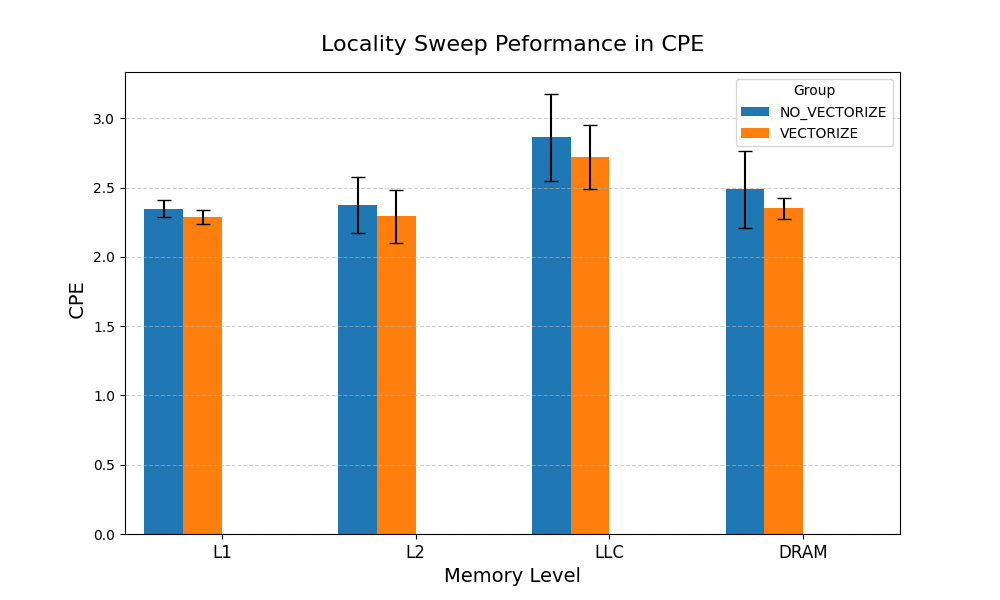 Locality Sweep Peformance in CPE
Group
NO_VECTORIZE
VECTORIZE
CPE
3.0
2.5
2.0
1.5
1.0
0.5
0.0
L1 L2 LLC DRAM
Memory Level